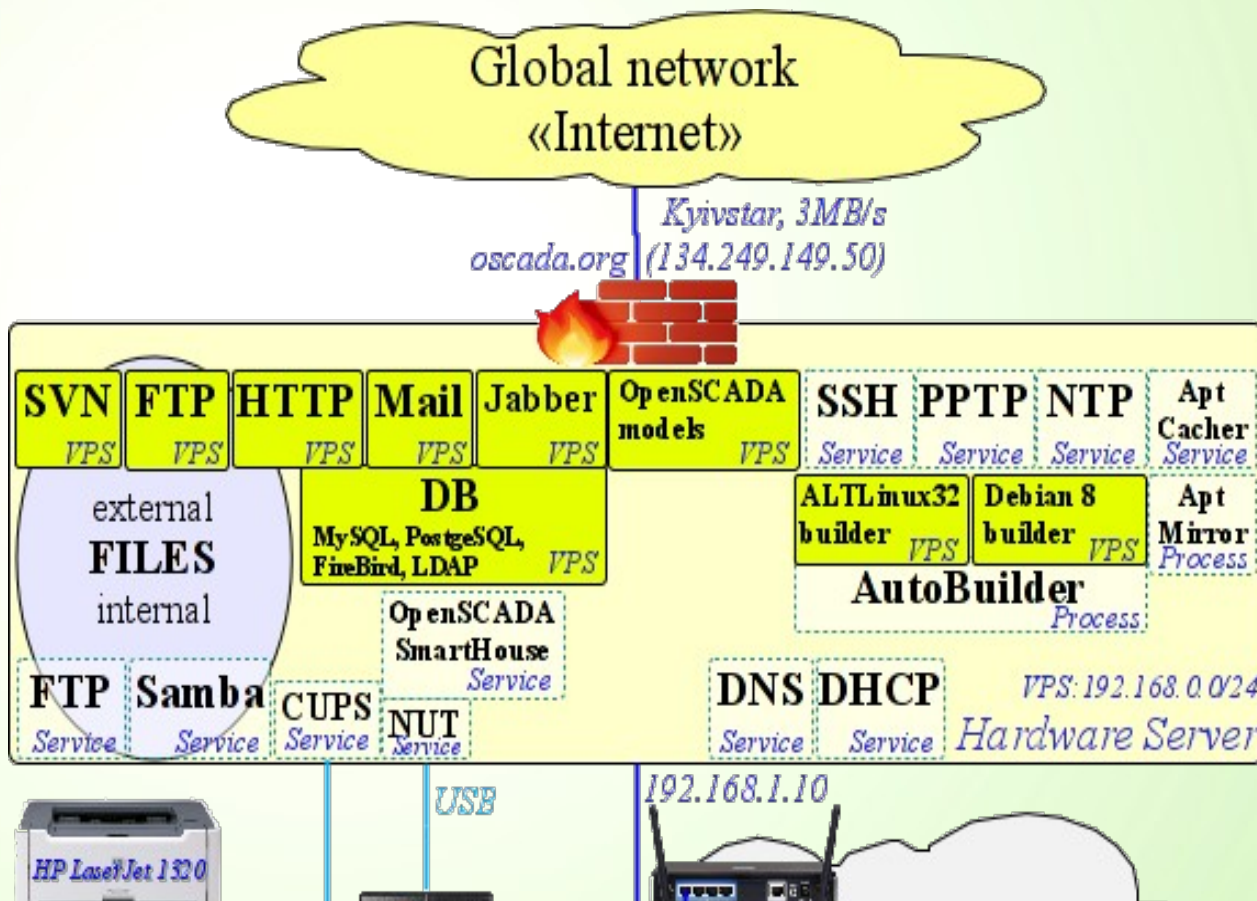 Global network
«Internet»
Kyivstar, 3MB/s
oscada.org (134.249.149.50)
SVN
VPS
FTP
VPS
HTTP
VPS
Mail
VPS
Jabber
VPS
OpenSCADA
models
VPS
SSH
Service
PPTP
Service
NTP
Service
Apt
Cacher
Service
external
FILES
internal
DB
MySQL, PostgeSQL,
FireBird, LDAP
VPS
ALTLinux32
builder
VPS
Debian 8
builder
VPS
AutoBuilder
Process
Apt
Mirror
Process
OpenSCADA
SmartHouse
Service
FTP
Service
Samba
Service
CUPS
Service
NUT
Service
DNS
Service
DHCP
Service
VPS: 192.168.0.0/24
Hardware Server
USB
192.168.1.10
HP LaserJet 1320